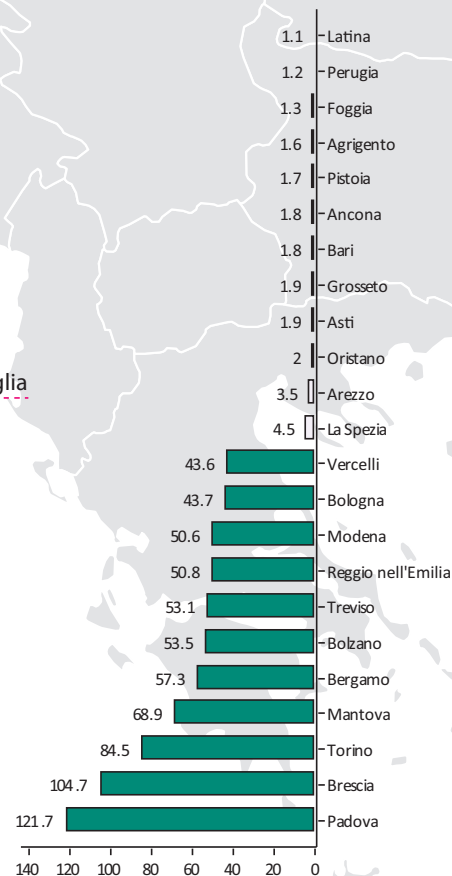 1.1 Latina
1.2 Perugia
1.3 Foggia
1.6 Agrigento
1.7 Pistoia
1.8 Ancona
1.8 Bari
1.9 Grosseto
1.9 Asti
2 Oristano
glia
3.5 Arezzo
4.5 La Spezia
43.6 Vercelli
43.7 Bologna
50.6 Modena
50.8 Reggio nell'Emilia
53.1 Treviso
53.5 Bolzano
57.3 Bergamo
68.9 Mantova
84.5 Torino
104.7 Brescia
121.7 Padova
140 120 100 80 60 40 20 0